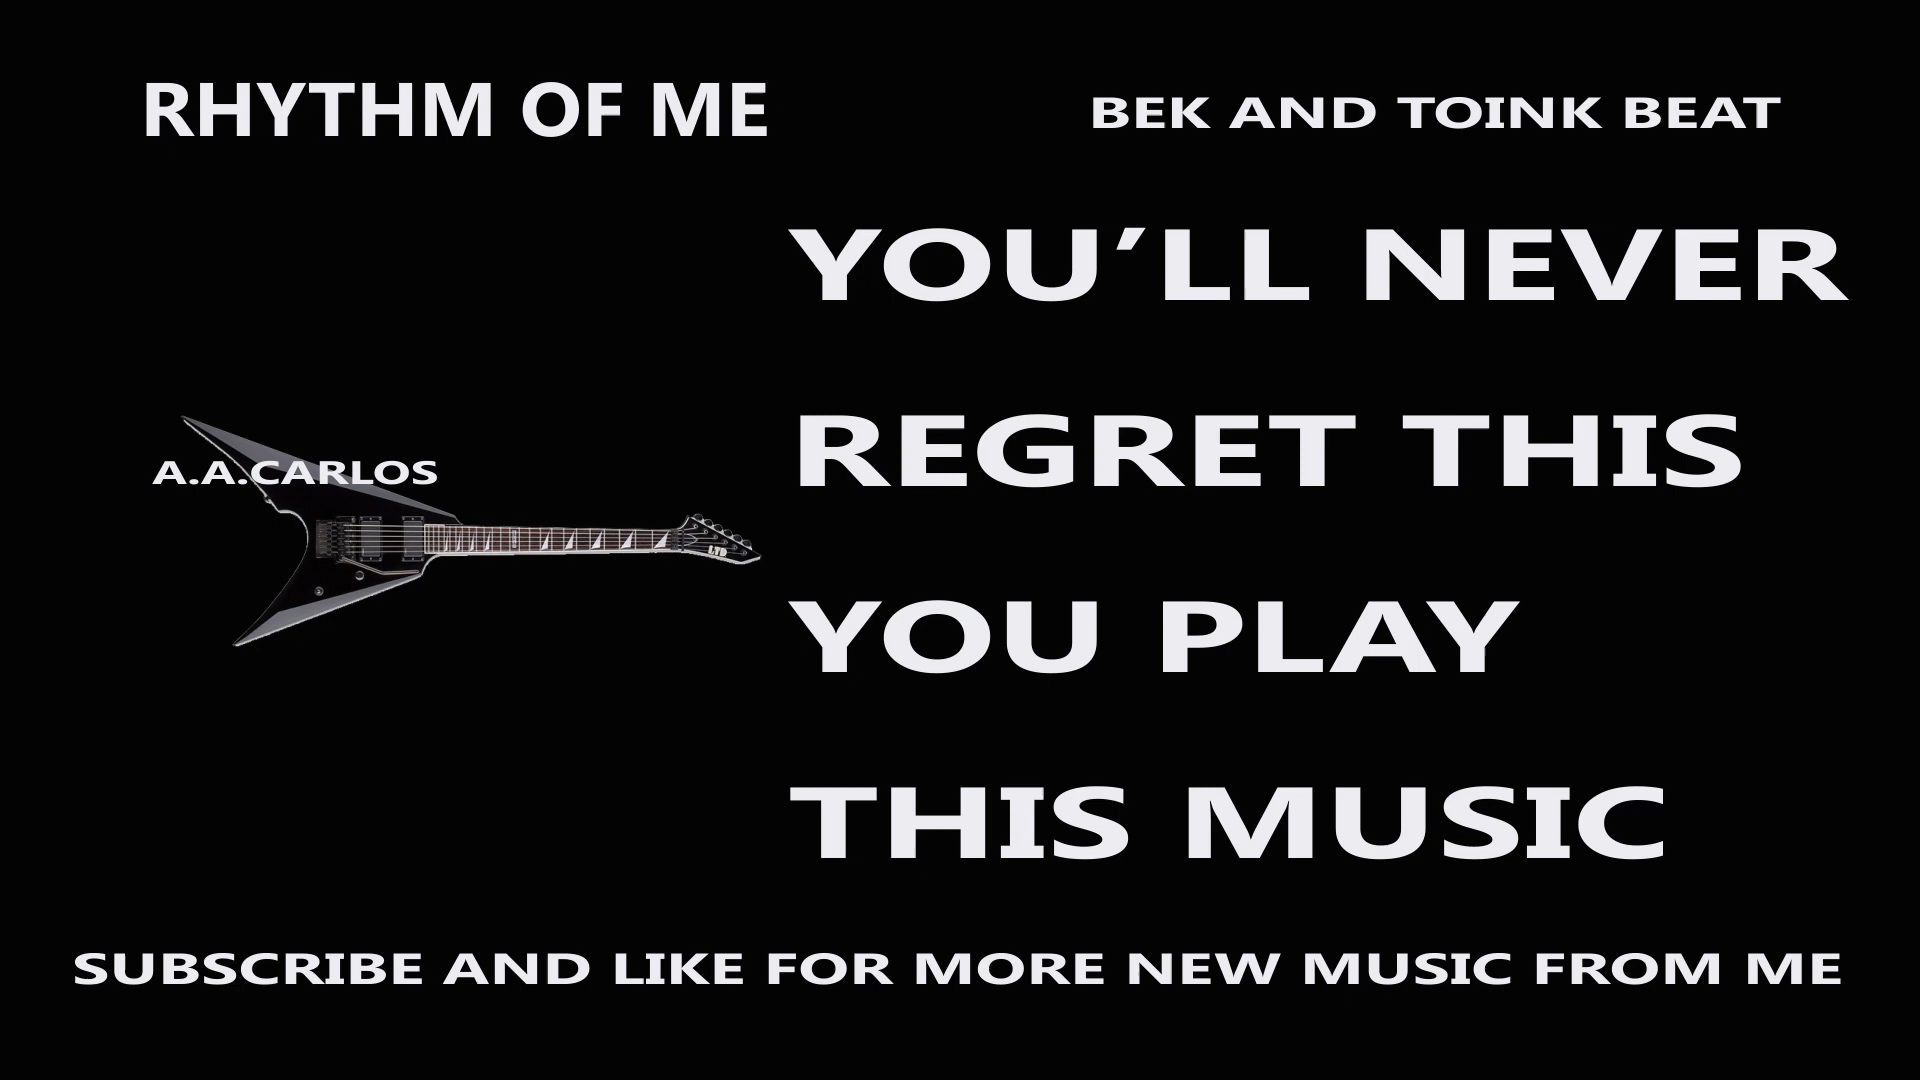 RHYTHM OF ME
BEK AND TOINK BEAT
YOU’LL NEVER
REGRET THIS
A.A.CARLOS
YOU PLAY
LTD
THIS MUSIC
SUBSCRIBE AND LIKE FOR MORE NEW MUSIC FROM ME